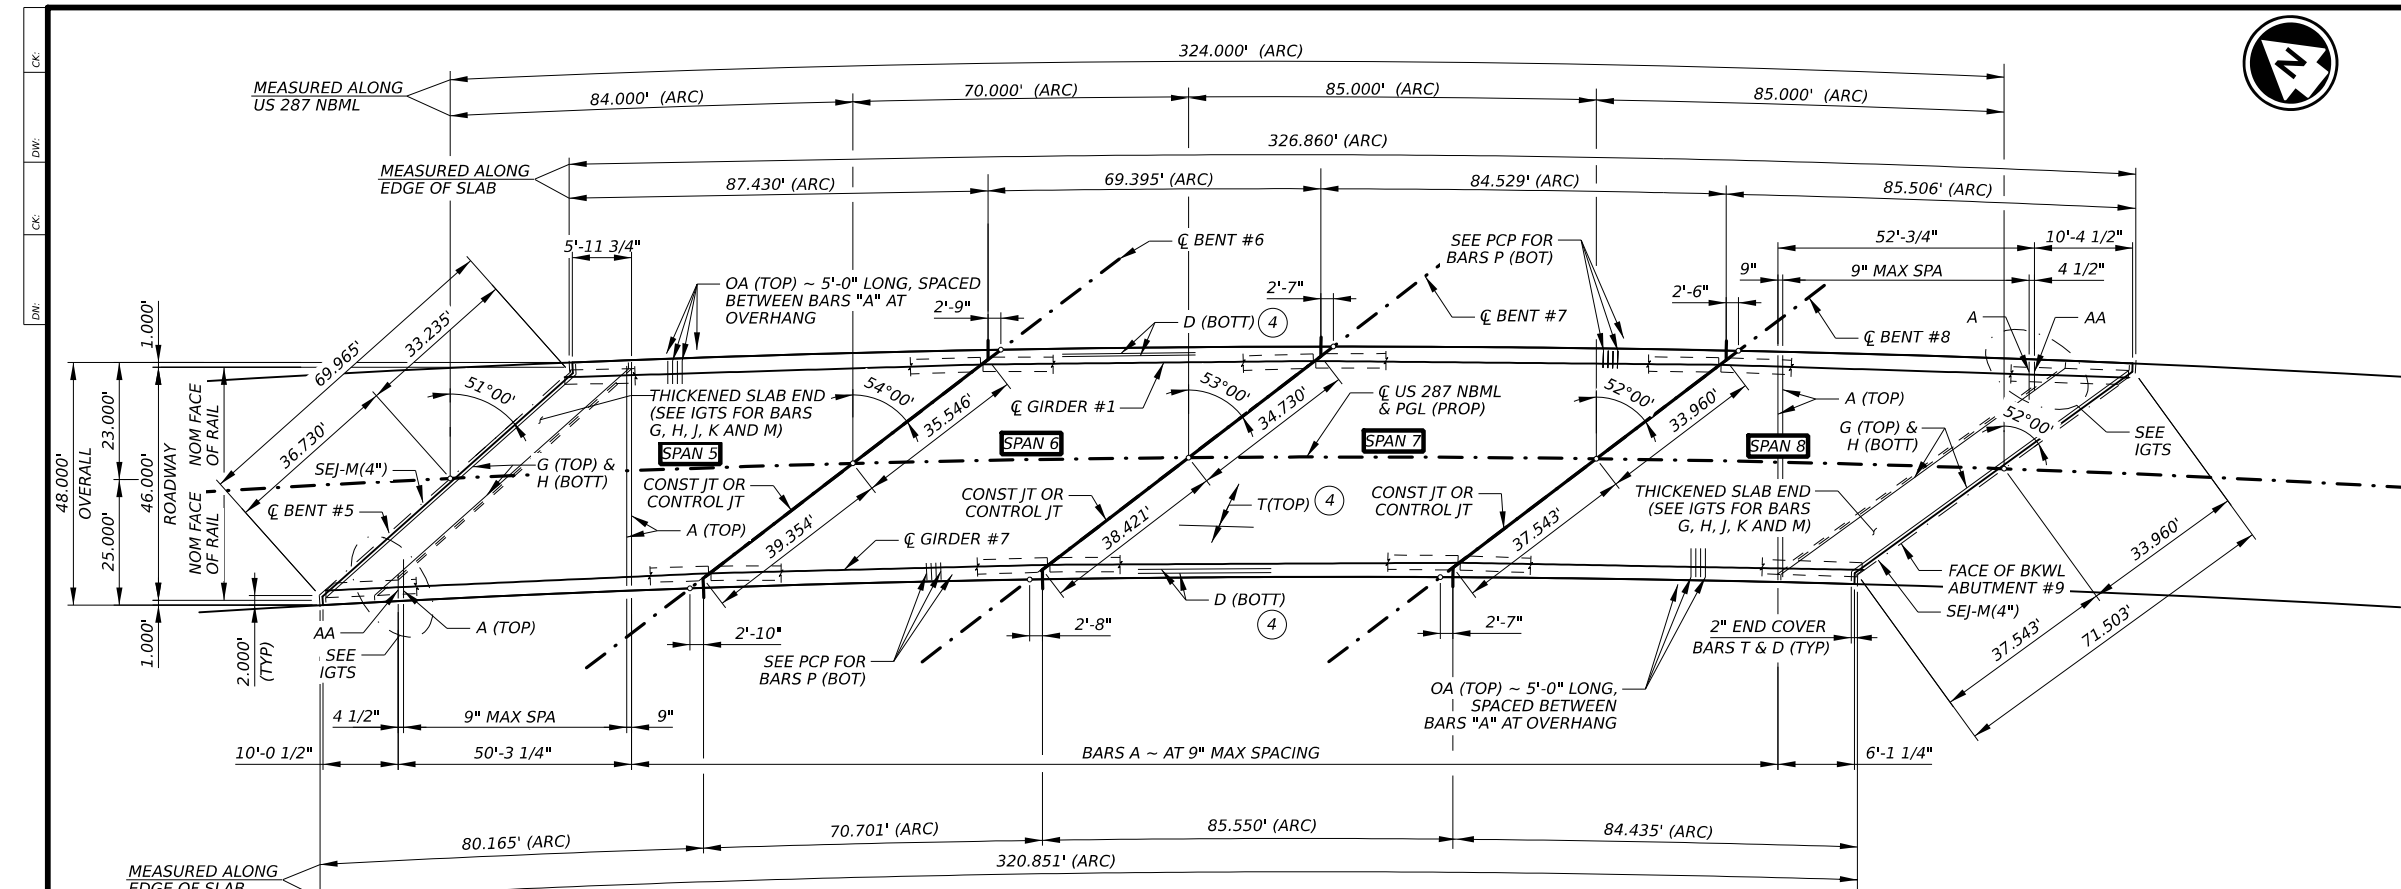 CK:
DW:
CK:
DN:
N
324.000' (ARC)
MEASURED ALONG
US 287 NBML
84.000' (ARC)
70.000' (ARC)
85.000' (ARC)
85.000' (ARC)
326.860' (ARC)
MEASURED ALONG
EDGE OF SLAB
87.430' (ARC)
69.395' (ARC)
84.529' (ARC)
85.506' (ARC)
5'-11 3/4"
℄ BENT #6
SEE PCP FOR
BARS P (BOT)
52'-3/4"
10'-4 1/2"
9"
9" MAX SPA
4 1/2"
OA (TOP) ~ 5'-0" LONG, SPACED
BETWEEN BARS "A" AT
OVERHANG
2'-9"
2'-7"
2'-6"
D (BOTT) 4
℄ BENT #7
℄ BENT #8
A
AA
1.000'
69.965'
33.235'
36.730'
51°00'
54°00'
53°00'
52°00'
52°00'
THICKENED SLAB END
(SEE IGTS FOR BARS
G, H, J, K AND M)
℄ GIRDER #1
35.546'
34.730'
33.960'
℄ US 287 NBML
& PGL (PROP)
A (TOP)
G (TOP) &
H (BOTT)
SEE
IGTS
SPAN 5
SPAN 6
SPAN 7
SPAN 8
48.000'
OVERALL
23.000'
25.000'
46.000'
ROADWAY
NOM FACE
OF RAIL
NOM FACE
OF RAIL
SEJ-M(4")
G (TOP) &
H (BOTT)
℄ BENT #5
CONST JT OR
CONTROL JT
CONST JT OR
CONTROL JT
CONST JT OR
CONTROL JT
T(TOP) 4
THICKENED SLAB END
(SEE IGTS FOR BARS
G, H, J, K AND M)
A (TOP)
39.354'
38.421'
37.543'
℄ GIRDER #7
33.960'
37.543'
71.503'
FACE OF BKWL
ABUTMENT #9
SEJ-M(4")
D (BOTT)
4
1.000'
2.000'
(TYP)
AA
A (TOP)
SEE
IGTS
2'-10"
2'-8"
2'-7"
SEE PCP FOR
BARS P (BOT)
2" END COVER
BARS T & D (TYP)
OA (TOP) ~ 5'-0" LONG,
SPACED BETWEEN
BARS "A" AT OVERHANG
4 1/2"
9" MAX SPA
9"
10'-0 1/2"
50'-3 1/4"
BARS A ~ AT 9" MAX SPACING
6'-1 1/4"
80.165' (ARC)
70.701' (ARC)
85.550' (ARC)
84.435' (ARC)
320.851' (ARC)
MEASURED ALONG
EDGE OF SLAB